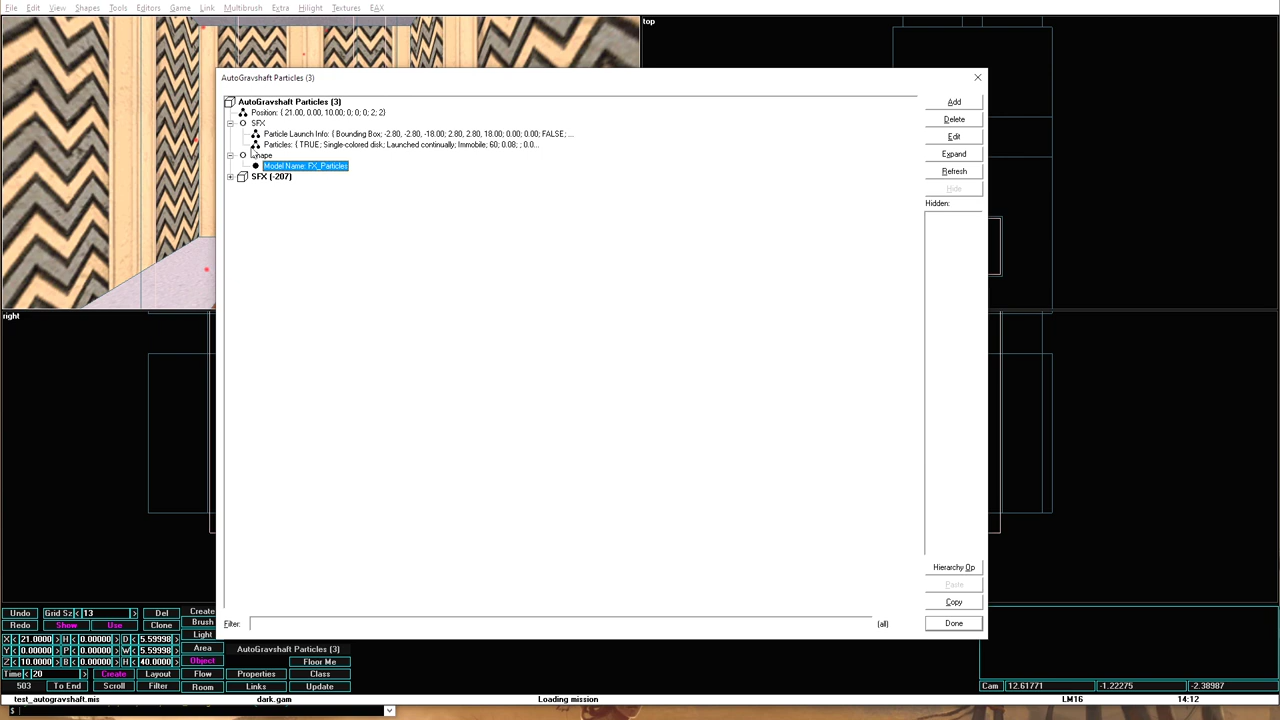 File Edit View Shapes Tools Editors Game Link Multibrush Extra Hilight Textures EAX
top
AutoGravshaft Particles (3)
AutoGravshaft Particles (3)
Position: { 21.00, 0.00, 10.00; 0; 0; 0; 2; 2}
SFX
Particle Launch Info: { Bounding Box; -2.80, -2.80, -18.00; 2.80, 2.80, 18.00; 0.00; 0.00; FALSE; ...
Particles: { TRUE; Single-colored disk; Launched continually; Immobile; 60; 0.08; ; 0.0...
Shape
Model Name: FX_Particles
SFX (-207)
Add
Delete
Edit
Expand
Refresh
Hide
Hidden:
Hierarchy Op
Paste
Copy
Filter:
(all)
Done
right
Undo Grid Sz < 13 > Del Create
Redo Show Use Clone Brush
X < 21.0000 > H < 0.00000 > D < 5.59998 > Light
Y < 0.00000 > P < 0.00000 > W < 5.59998 > Area AutoGravshaft Particles (3)
Z < 10.0000 > B < 0.00000 > H < 40.0000 > Object Floor Me
Time < 20 > Create Layout Flow Properties Class
503 To End Scroll Filter Room Links Update
Cam 12.61771 -1.22275 -2.38987
test_autogravshaft.mis dark.gam Loading mission LM16 14:12
$